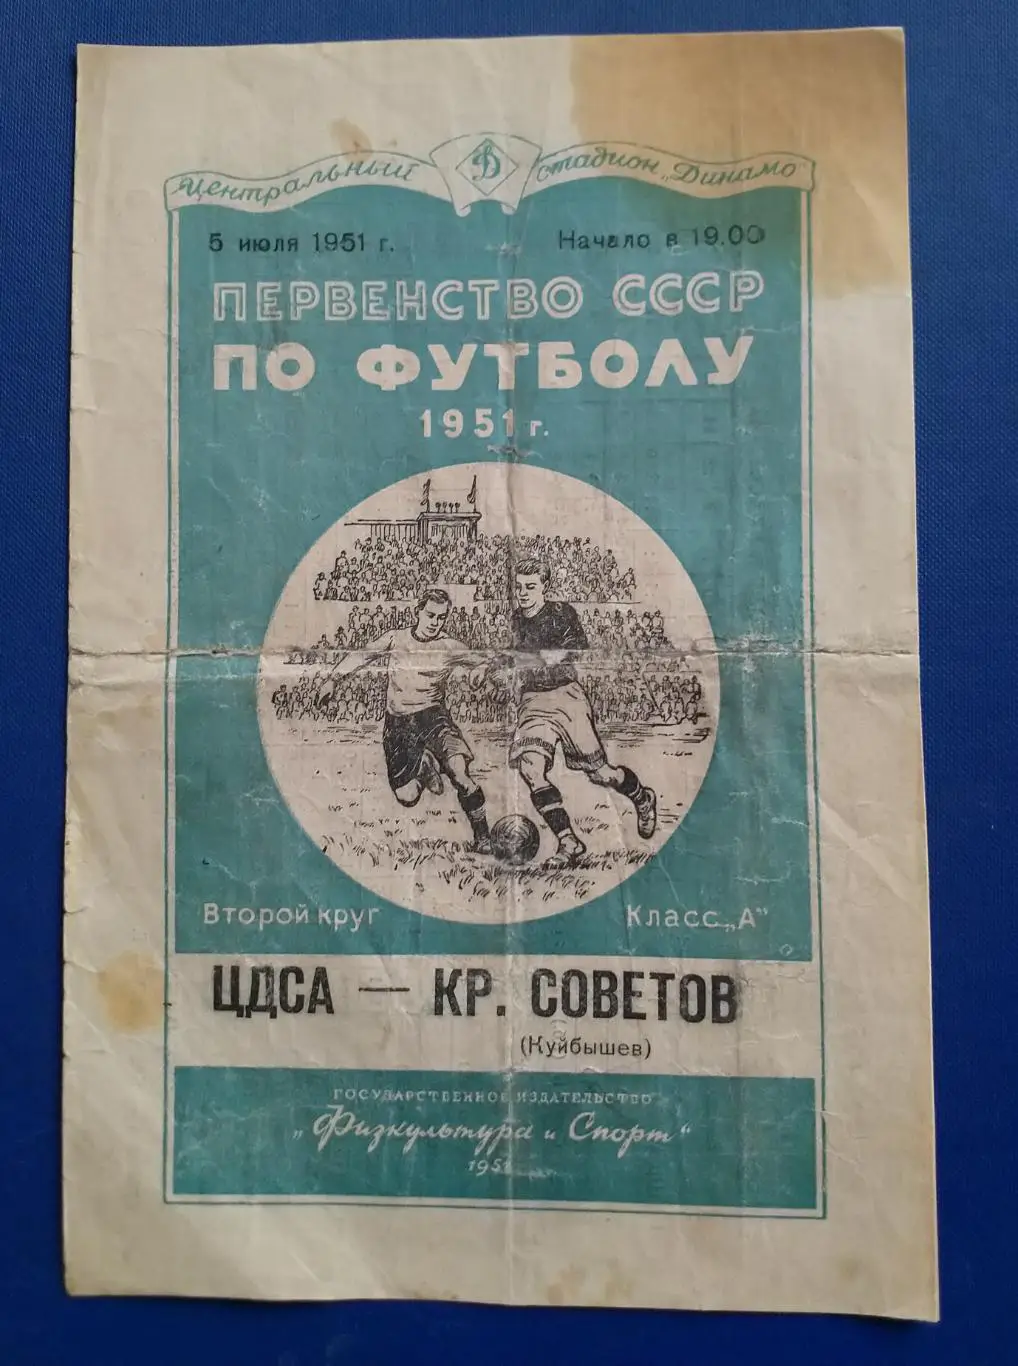 Центральный Д стадион „Динамо"
5 июля 1951 г. Начало в 19.00
ПЕРВЕНСТВО СССР
ПО ФУТБОЛУ
1951 г.
Второй круг Класс „А"
ЦДСА — КР. СОВЕТОВ
(Куйбышев)
ГОСУДАРСТВЕННОЕ ИЗДАТЕЛЬСТВО
„Физкультура и Спорт"
1951